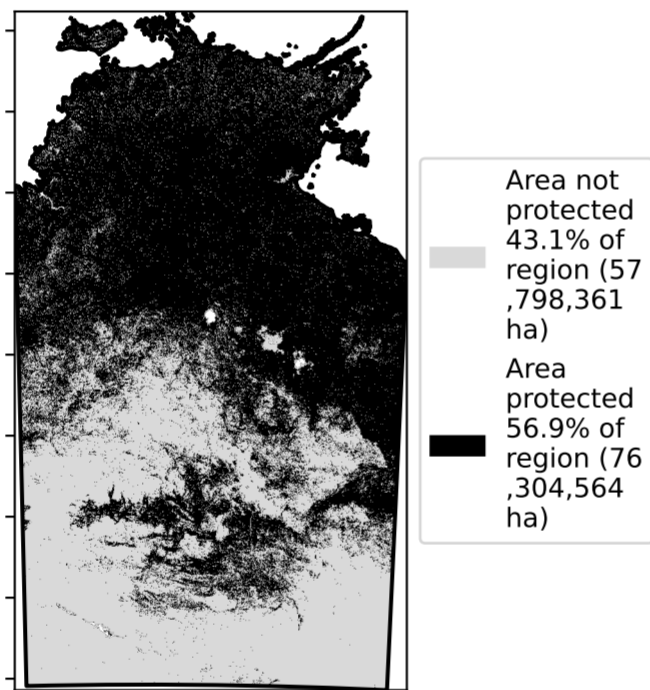 Area not
protected
43.1% of
region (57
,798,361
ha)
Area
protected
56.9% of
region (76
,304,564
ha)